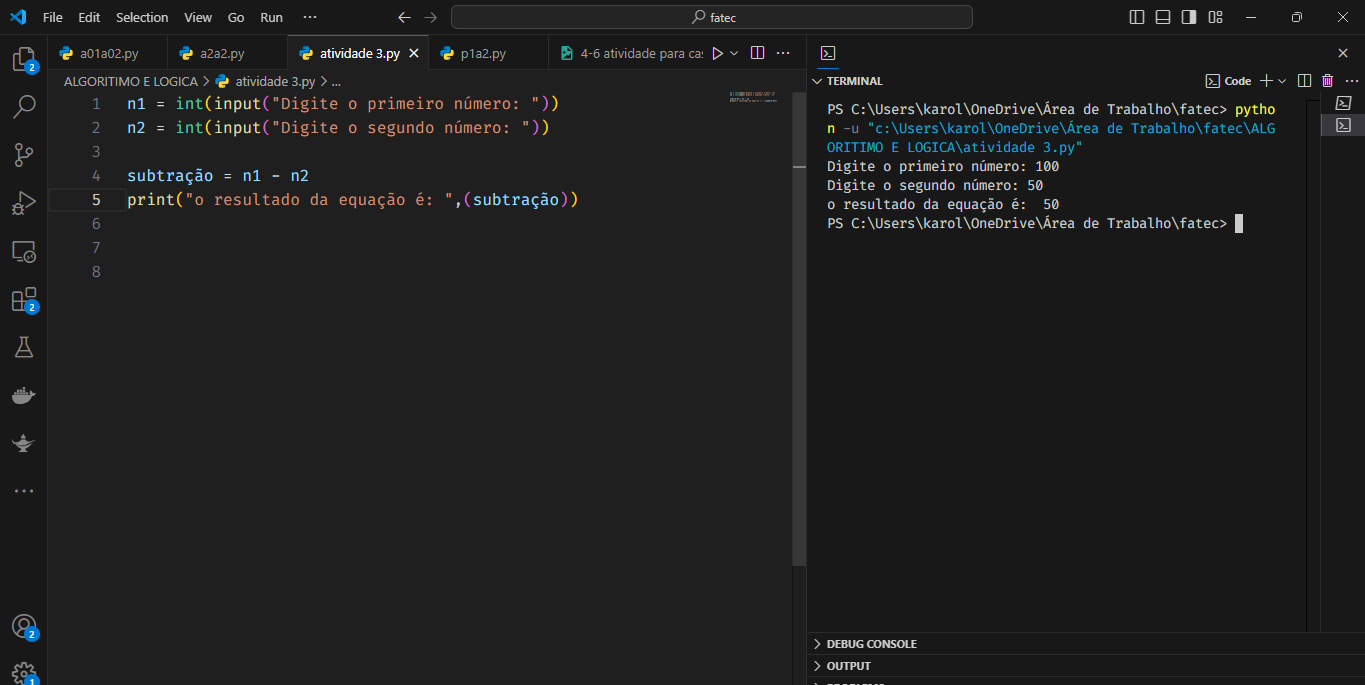 File Edit Selection View Go Run ··· fatec
a01a02.py a2a2.py atividade 3.py p1a2.py 4-6 atividade para cas
ALGORITIMO E LOGICA > atividade 3.py > ...
1 n1 = int(input("Digite o primeiro número: "))
2 n2 = int(input("Digite o segundo número: "))
3
4 subtração = n1 - n2
5 print("o resultado da equação é: ",(subtração))
6
7
8
TERMINAL
Code
PS C:\Users\karol\OneDrive\Área de Trabalho\fatec> pytho
n -u "c:\Users\karol\OneDrive\Área de Trabalho\fatec\ALG
ORITIMO E LOGICA\atividade 3.py"
Digite o primeiro número: 100
Digite o segundo número: 50
o resultado da equação é:  50
PS C:\Users\karol\OneDrive\Área de Trabalho\fatec>
DEBUG CONSOLE
OUTPUT
2
2
2
1